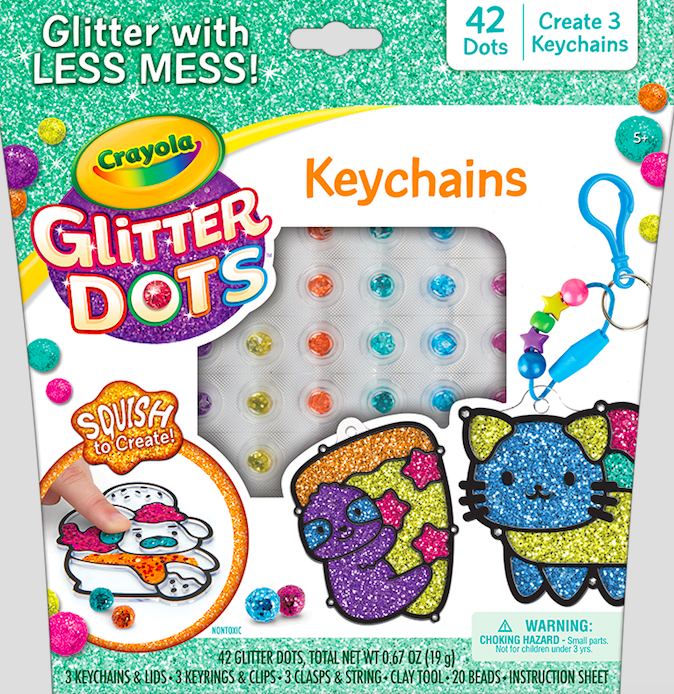 Glitter with
LESS MESS!
42
Dots
Create 3
Keychains
5+
Crayola
Keychains
GLiTTER
DOTS™
SQUISH
to Create!
NONTOXIC
WARNING:
CHOKING HAZARD - Small parts.
Not for children under 3 yrs.
42 GLITTER DOTS, TOTAL NET WT 0.67 OZ (19 g)
3 KEYCHAINS & LIDS • 3 KEYRINGS & CLIPS • 3 CLASPS & STRING • CLAY TOOL • 20 BEADS • INSTRUCTION SHEET